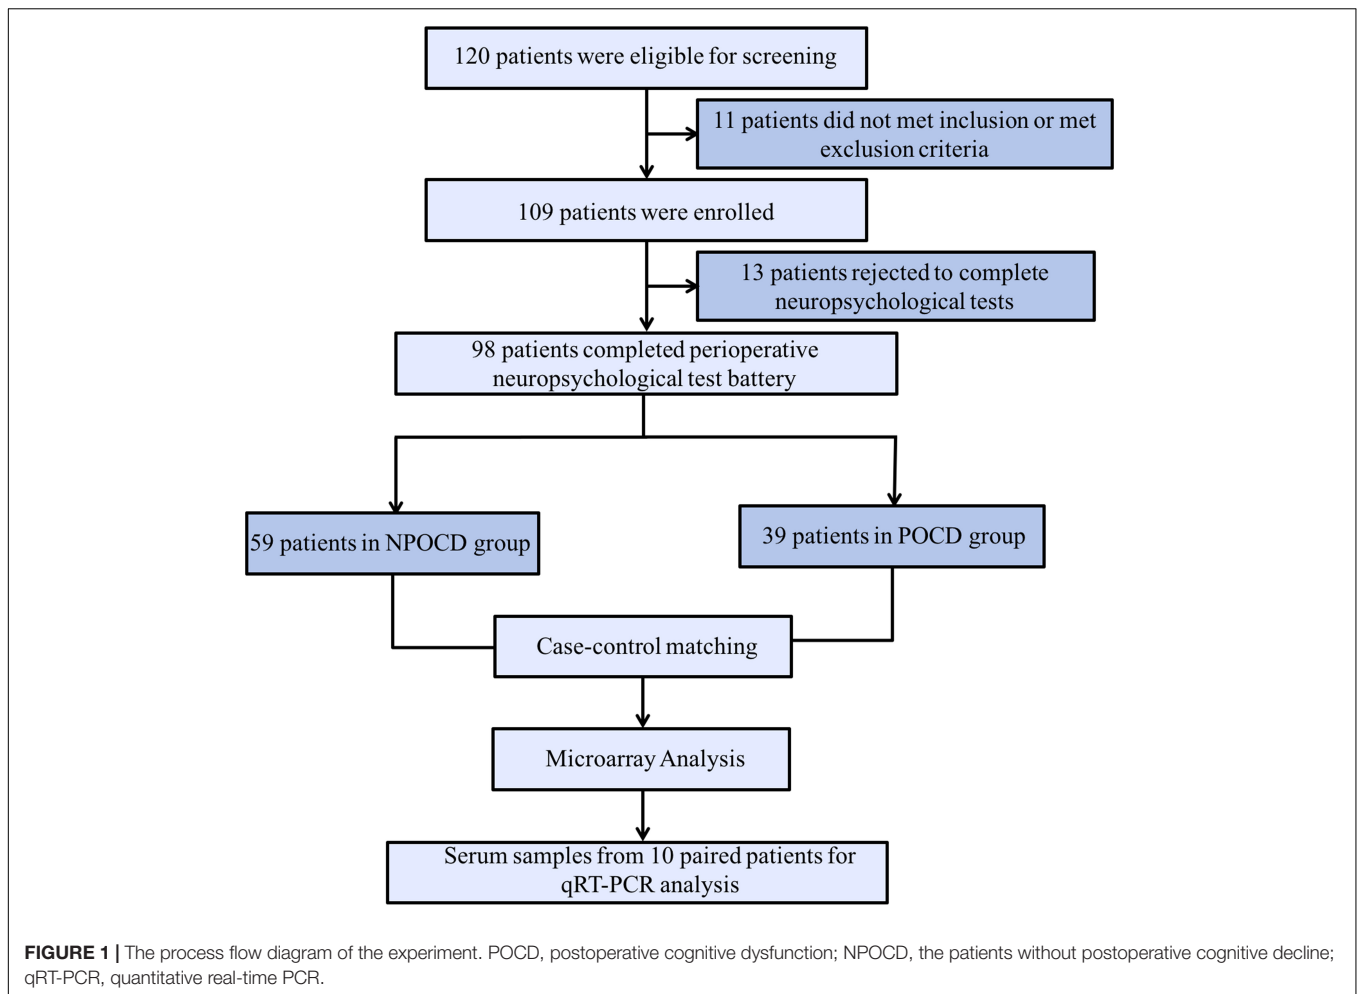 120 patients were eligible for screening
11 patients did not met inclusion or met
exclusion criteria
109 patients were enrolled
13 patients rejected to complete
neuropsychological tests
98 patients completed perioperative
neuropsychological test battery
59 patients in NPOCD group
39 patients in POCD group
Case-control matching
Microarray Analysis
Serum samples from 10 paired patients for
qRT-PCR analysis
FIGURE 1 | The process flow diagram of the experiment. POCD, postoperative cognitive dysfunction; NPOCD, the patients without postoperative cognitive decline;
qRT-PCR, quantitative real-time PCR.